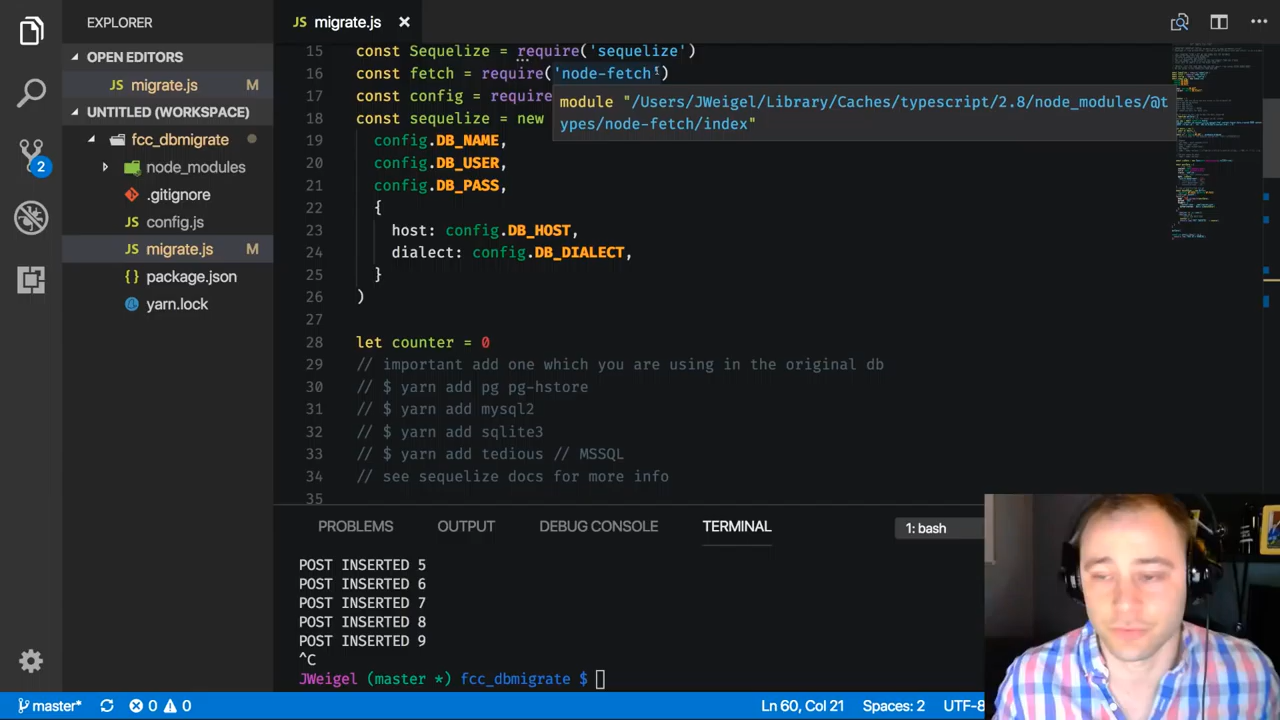 EXPLORER
OPEN EDITORS
migrate.js M
UNTITLED (WORKSPACE)
fcc_dbmigrate
node_modules
.gitignore
config.js
migrate.js M
package.json
yarn.lock
2
migrate.js
15 const Sequelize = require('sequelize')
16 const fetch = require('node-fetch')
17 const config = require
18 const sequelize = new
module "/Users/JWeigel/Library/Caches/typescript/2.8/node_modules/@t
ypes/node-fetch/index"
19 config.DB_NAME,
20 config.DB_USER,
21 config.DB_PASS,
22 {
23 host: config.DB_HOST,
24 dialect: config.DB_DIALECT,
25 }
26 )
27
28 let counter = 0
29 // important add one which you are using in the original db
30 // $ yarn add pg pg-hstore
31 // $ yarn add mysql2
32 // $ yarn add sqlite3
33 // $ yarn add tedious // MSSQL
34 // see sequelize docs for more info
35
PROBLEMS OUTPUT DEBUG CONSOLE TERMINAL 1: bash
POST INSERTED 5
POST INSERTED 6
POST INSERTED 7
POST INSERTED 8
POST INSERTED 9
^C
JWeigel (master *) fcc_dbmigrate $
master* 0 0 Ln 60, Col 21 Spaces: 2 UTF-8